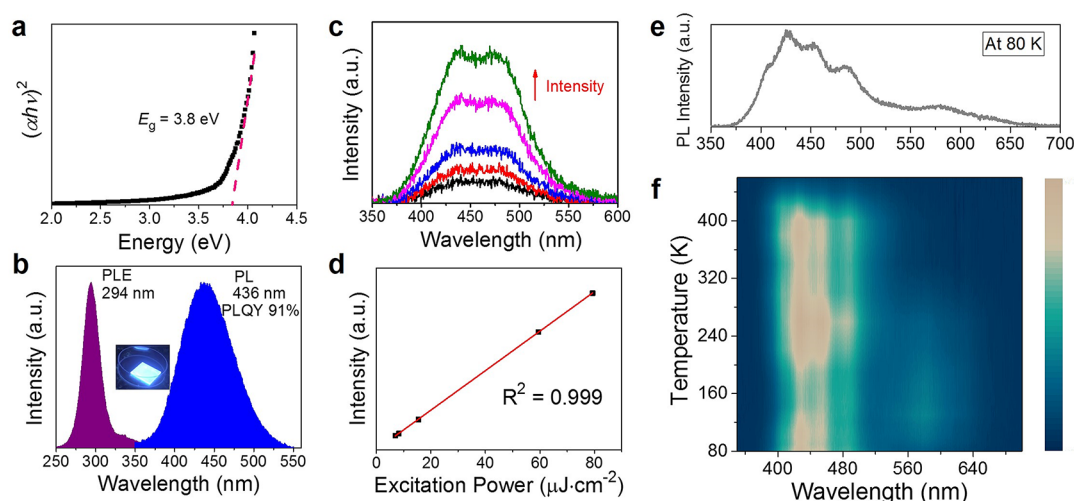 a
(αhν)²
E_g = 3.8 eV
2.0 2.5 3.0 3.5 4.0 4.5
Energy (eV)
b
PLE
294 nm
PL
436 nm
PLQY 91%
Intensity (a.u.)
250 300 350 400 450 500 550
Wavelength (nm)
c
Intensity
Intensity (a.u.)
350 400 450 500 550 600
Wavelength (nm)
d
Intensity (a.u.)
R² = 0.999
0 20 40 60 80
Excitation Power (μJ·cm⁻²)
e
At 80 K
PL Intensity (a.u.)
350 400 450 500 550 600 650 700
f
400
320
240
160
80
Temperature (K)
400 480 560 640
Wavelength (nm)